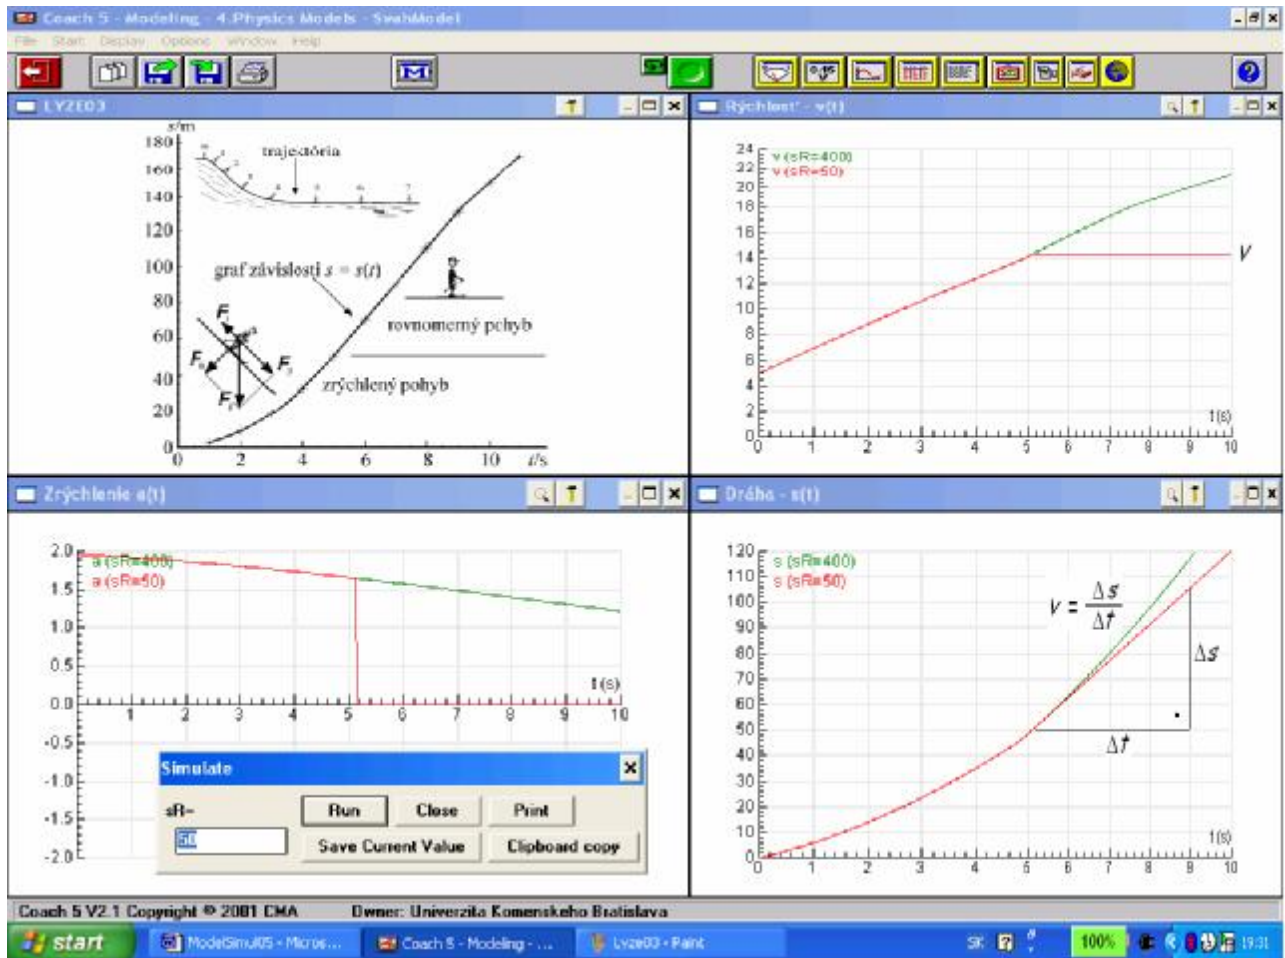 Coach 5 - Modeling - 4.Physics Models - SvahModel
File Start Display Options Window Help
M
LYZE03
s/m
180
160
140
120
100
80
60
40
20
0
0 2 4 6 8 10 t/s
trajektória
graf závislosti s = s(t)
rovnomerný pohyb
zrýchlený pohyb
Rýchlosť - v(t)
24
22
20
18
16
14
10
8
6
4
2
0
v (sR=400)
v (sR=50)
V
t(s)
0 1 2 3 4 5 6 7 8 9 10
Zrýchlenie a(t)
2.0
1.5
1.0
0.5
0.0
-0.5
-1.0
-1.5
-2.0
a (sR=400)
a (sR=50)
t(s)
1 2 3 4 5 6 7 8 9 10
Simulate
sR=
50
Run Close Print
Save Current Value Clipboard copy
Dráha - s(t)
120
110
100
90
80
70
60
50
40
30
20
10
0
s (sR=400)
s (sR=50)
v = Δs/Δt
Δs
Δt
t(s)
0 1 2 3 4 5 6 7 8 9 10
Coach 5 V2.1 Copyright © 2001 CMA Owner: Univerzita Komenskeho Bratislava
start ModelSimul05 - Micros... Coach 5 - Modeling - ... Lyze03 - Paint SK 100% 19:31